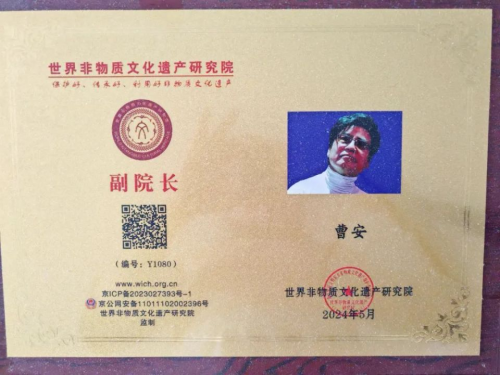 世界非物质文化遗产研究院
保护好、传承好、利用好非物质文化遗产
副院长
(编号：Y1080)
www.wich.org.cn
京ICP备2023027393号-1
京公网安备11011102002396号
世界非物质文化遗产研究院
监制
曹安
世界非物质文化遗产研究院
2024年5月